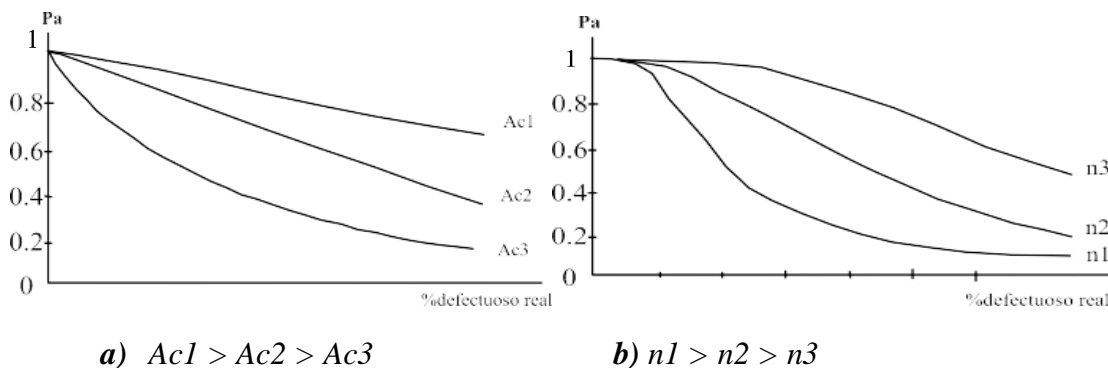 Pa
1
0.8
0.6
0.4
0.2
0
Ac1
Ac2
Ac3
%defectuoso real
a) Ac1 > Ac2 > Ac3
Pa
1
0.8
0.6
0.4
0.2
0
n3
n2
n1
%defectuoso real
b) n1 > n2 > n3